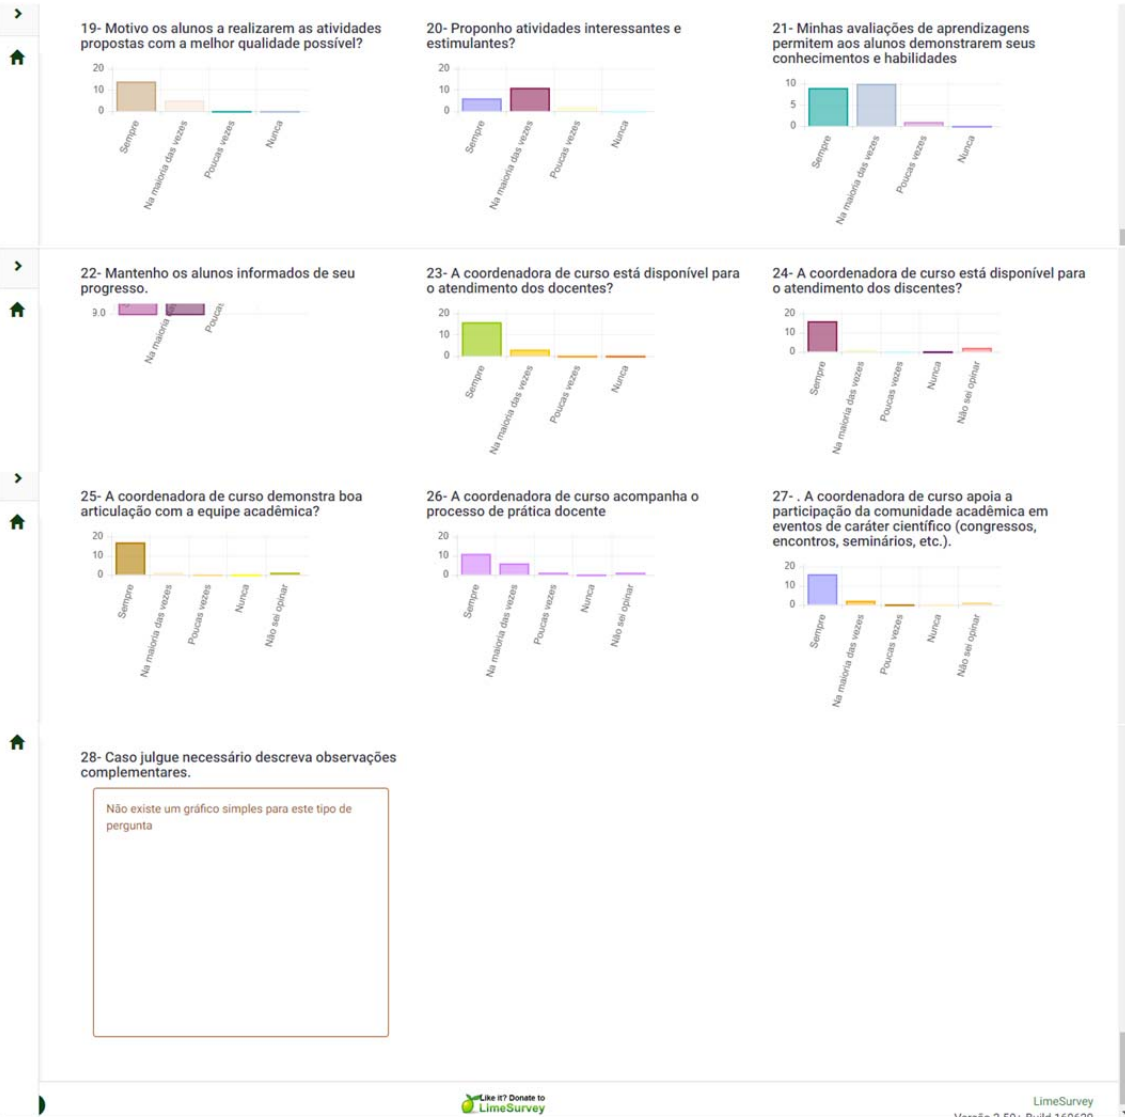 19- Motivo os alunos a realizarem as atividades
propostas com a melhor qualidade possível?
20
10
0
Sempre
Na maioria das vezes
Poucas vezes
Nunca
20- Proponho atividades interessantes e
estimulantes?
20
10
0
Sempre
Na maioria das vezes
Poucas vezes
Nunca
21- Minhas avaliações de aprendizagens
permitem aos alunos demonstrarem seus
conhecimentos e habilidades
10
5
0
Sempre
Na maioria das vezes
Poucas vezes
Nunca
22- Mantenho os alunos informados de seu
progresso.
9.0
Na maioria
Poucas
23- A coordenadora de curso está disponível para
o atendimento dos docentes?
20
10
0
Sempre
Na maioria das vezes
Poucas vezes
Nunca
24- A coordenadora de curso está disponível para
o atendimento dos discentes?
20
10
0
Sempre
Na maioria das vezes
Poucas vezes
Nunca
Não sei opinar
25- A coordenadora de curso demonstra boa
articulação com a equipe acadêmica?
20
10
0
Sempre
Na maioria das vezes
Poucas vezes
Nunca
Não sei opinar
26- A coordenadora de curso acompanha o
processo de prática docente
20
10
0
Sempre
Na maioria das vezes
Poucas vezes
Nunca
Não sei opinar
27- . A coordenadora de curso apoia a
participação da comunidade acadêmica em
eventos de caráter científico (congressos,
encontros, seminários, etc.).
20
10
0
Sempre
Na maioria das vezes
Poucas vezes
Nunca
Não sei opinar
28- Caso julgue necessário descreva observações
complementares.
Não existe um gráfico simples para este tipo de
pergunta
Like it? Donate to
LimeSurvey
LimeSurvey